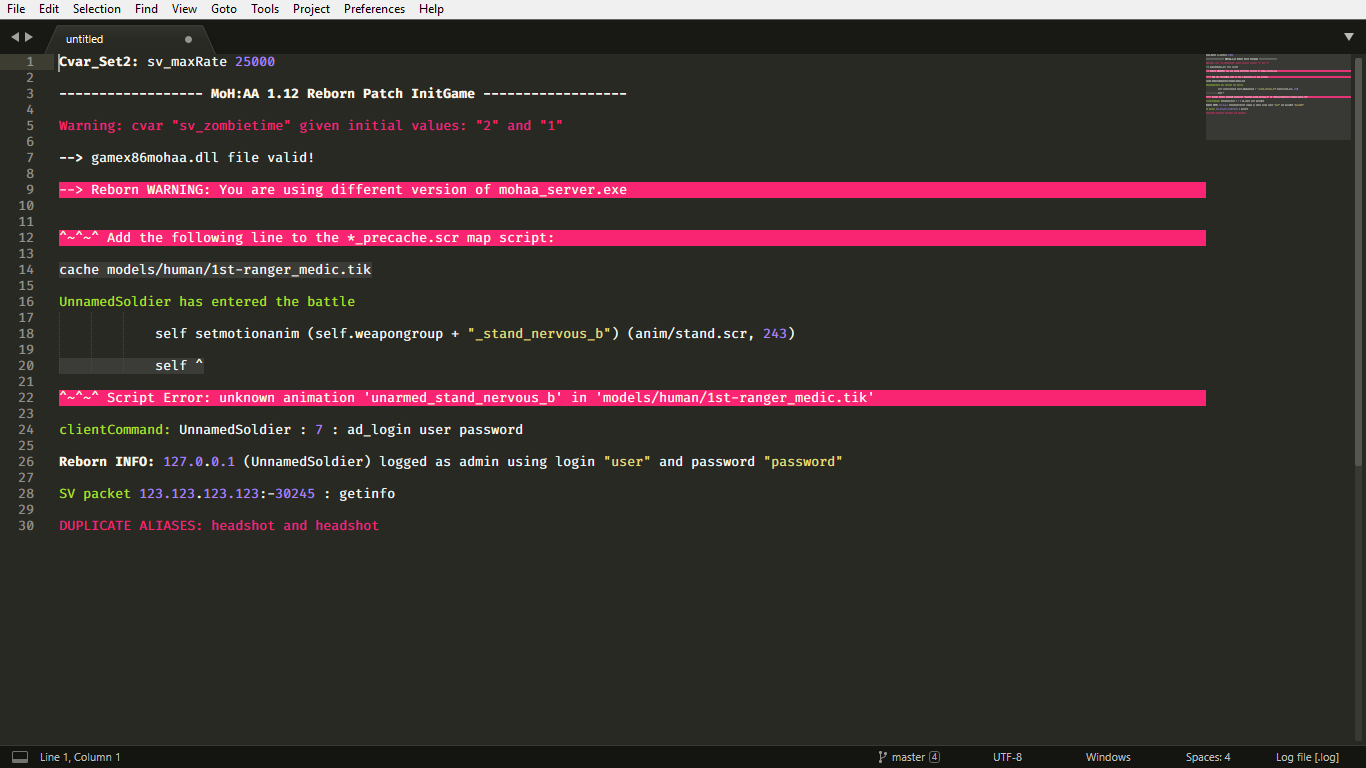 File Edit Selection Find View Goto Tools Project Preferences Help
untitled
1 Cvar_Set2: sv_maxRate 25000
2
3 ------------------ MoH:AA 1.12 Reborn Patch InitGame ------------------
4
5 Warning: cvar "sv_zombietime" given initial values: "2" and "1"
6
7 --> gamex86mohaa.dll file valid!
8
9 --> Reborn WARNING: You are using different version of mohaa_server.exe
10
11
12 ^~^~^ Add the following line to the *_precache.scr map script:
13
14 cache models/human/1st-ranger_medic.tik
15
16 UnnamedSoldier has entered the battle
17
18 self setmotionanim (self.weapongroup + "_stand_nervous_b") (anim/stand.scr, 243)
19
20 self ^
21
22 ^~^~^ Script Error: unknown animation 'unarmed_stand_nervous_b' in 'models/human/1st-ranger_medic.tik'
23
24 clientCommand: UnnamedSoldier : 7 : ad_login user password
25
26 Reborn INFO: 127.0.0.1 (UnnamedSoldier) logged as admin using login "user" and password "password"
27
28 SV packet 123.123.123.123:-30245 : getinfo
29
30 DUPLICATE ALIASES: headshot and headshot
Line 1, Column 1 master 4 UTF-8 Windows Spaces: 4 Log file [.log]